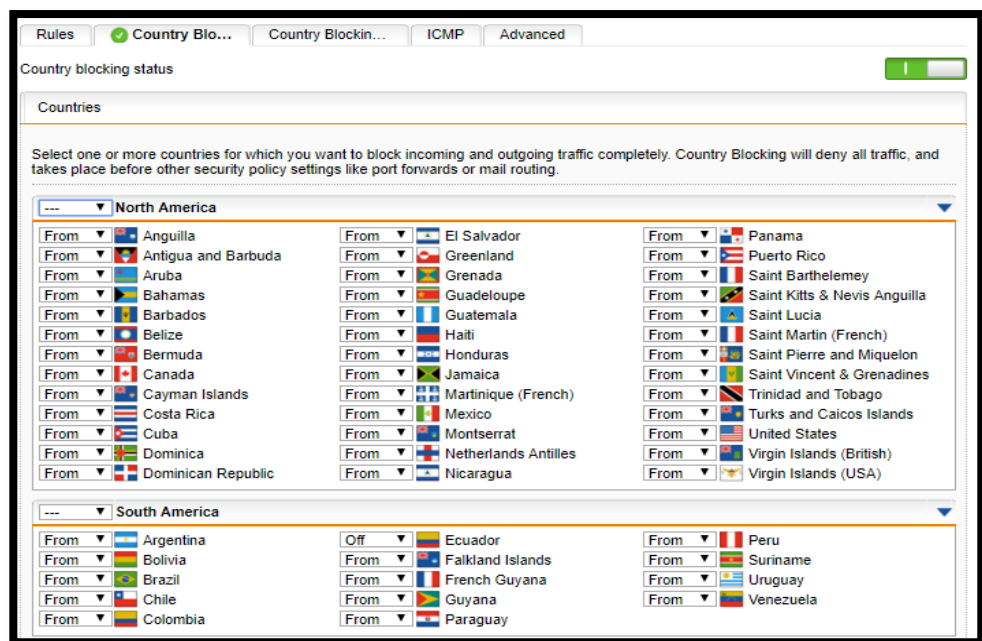 Rules Country Blo... Country Blockin... ICMP Advanced
Country blocking status
Countries
Select one or more countries for which you want to block incoming and outgoing traffic completely. Country Blocking will deny all traffic, and
takes place before other security policy settings like port forwards or mail routing.
--- North America
From Anguilla From El Salvador From Panama
From Antigua and Barbuda From Greenland From Puerto Rico
From Aruba From Grenada From Saint Barthelemey
From Bahamas From Guadeloupe From Saint Kitts & Nevis Anguilla
From Barbados From Guatemala From Saint Lucia
From Belize From Haiti From Saint Martin (French)
From Bermuda From Honduras From Saint Pierre and Miquelon
From Canada From Jamaica From Saint Vincent & Grenadines
From Cayman Islands From Martinique (French) From Trinidad and Tobago
From Costa Rica From Mexico From Turks and Caicos Islands
From Cuba From Montserrat From United States
From Dominica From Netherlands Antilles From Virgin Islands (British)
From Dominican Republic From Nicaragua From Virgin Islands (USA)
--- South America
From Argentina Off Ecuador From Peru
From Bolivia From Falkland Islands From Suriname
From Brazil From French Guyana From Uruguay
From Chile From Guyana From Venezuela
From Colombia From Paraguay